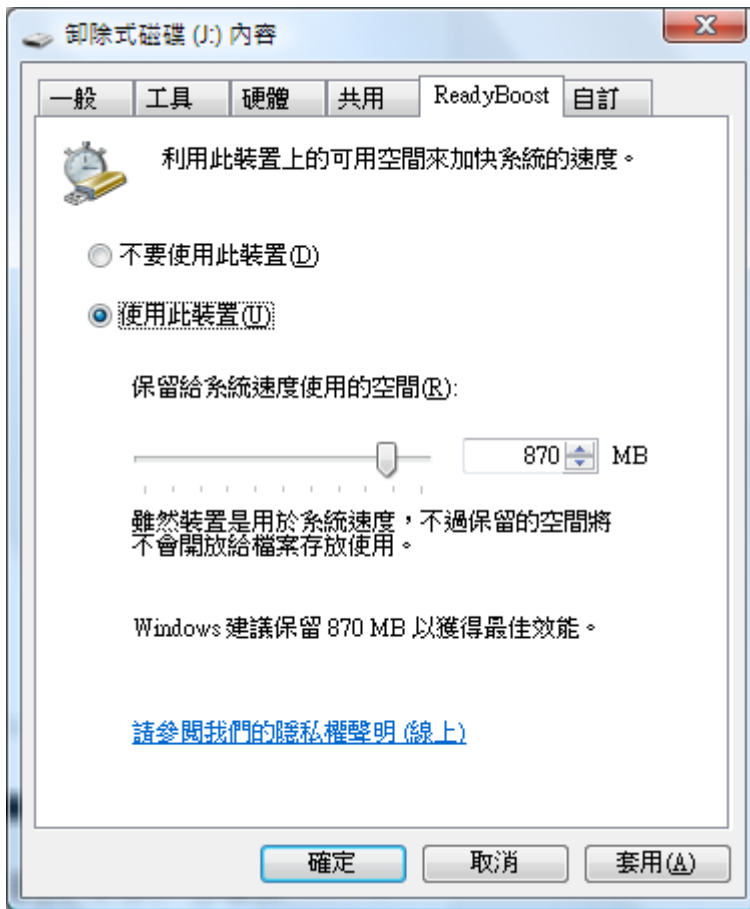 卸除式磁碟 (J:) 內容
一般 工具 硬體 共用 ReadyBoost 自訂
利用此裝置上的可用空間來加快系統的速度。
不要使用此裝置(D)
使用此裝置(U)
保留給系統速度使用的空間(R):
870 MB
雖然裝置是用於系統速度，不過保留的空間將
不會開放給檔案存放使用。
Windows 建議保留 870 MB 以獲得最佳效能。
請參閱我們的隱私權聲明 (線上)
確定 取消 套用(A)